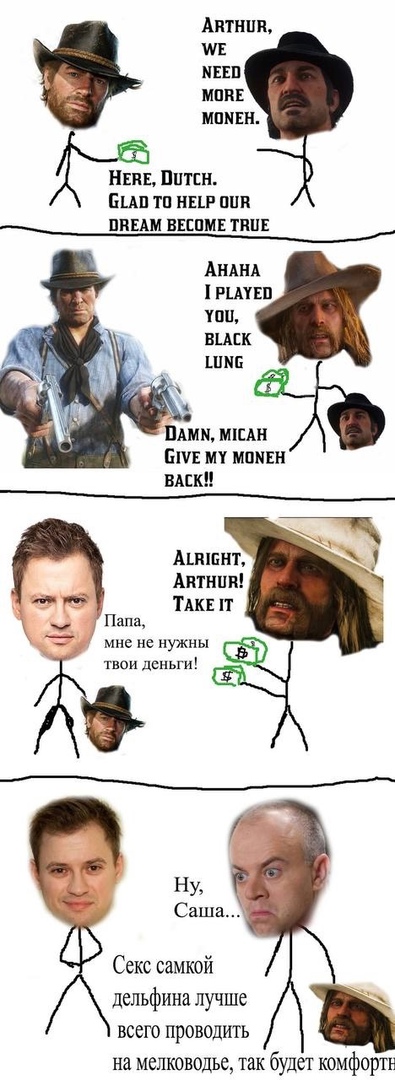 ARTHUR,
WE
NEED
MORE
MONEH.
$
HERE, DUTCH.
GLAD TO HELP OUR
DREAM BECOME TRUE
AHAHA
I PLAYED
YOU,
BLACK
LUNG
$
DAMN, MICAH
GIVE MY MONEH
BACK!!
ALRIGHT,
ARTHUR!
TAKE IT
Папа,
мне не нужны
твои деньги!
$
$
Ну,
Саша...
Секс самкой
дельфина лучше
всего проводить
на мелководье, так будет комфортн